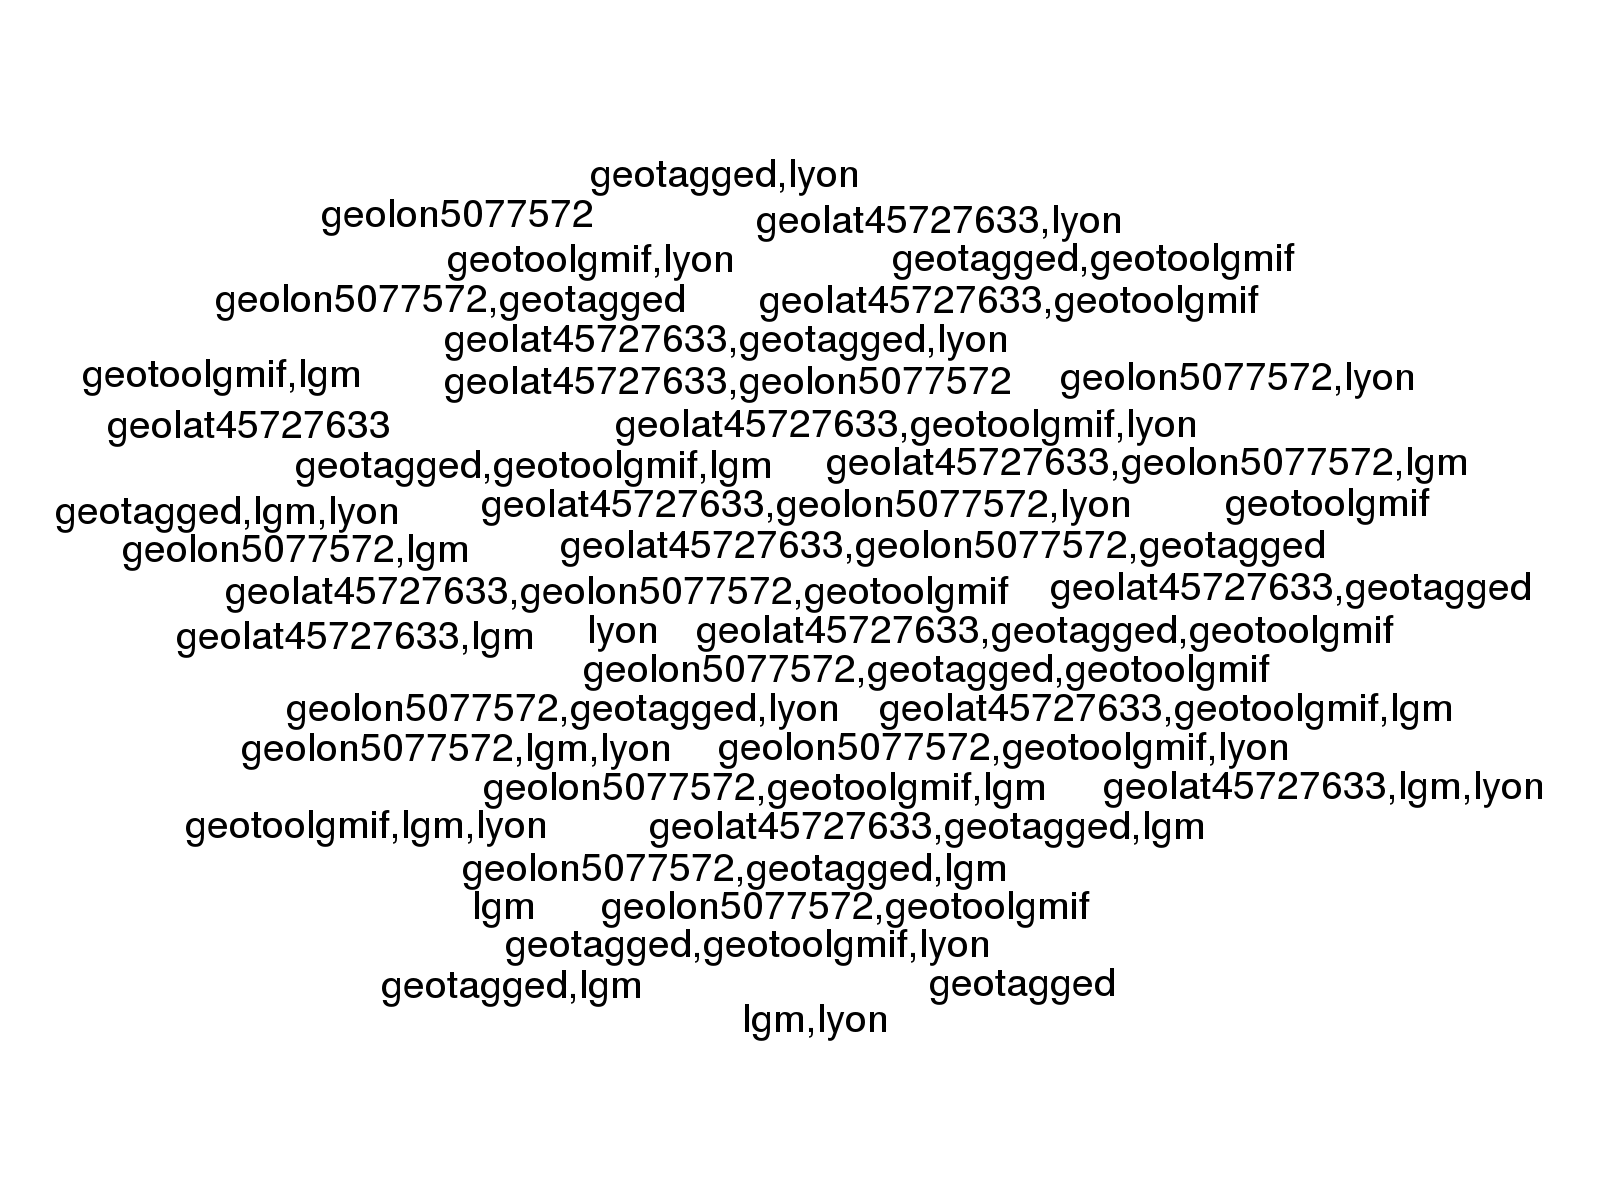 geotagged,lyon
geolon5077572 geolat45727633,lyon
geotoolgmif,lyon geotagged,geotoolgmif
geolon5077572,geotagged geolat45727633,geotoolgmif
geolat45727633,geotagged,lyon
geotoolgmif,lgm geolat45727633,geolon5077572 geolon5077572,lyon
geolat45727633 geolat45727633,geotoolgmif,lyon
geotagged,geotoolgmif,lgm geolat45727633,geolon5077572,lgm
geotagged,lgm,lyon geolat45727633,geolon5077572,lyon geotoolgmif
geolon5077572,lgm geolat45727633,geolon5077572,geotagged
geolat45727633,geolon5077572,geotoolgmif geolat45727633,geotagged
geolat45727633,lgm lyon geolat45727633,geotagged,geotoolgmif
geolon5077572,geotagged,geotoolgmif
geolon5077572,geotagged,lyon geolat45727633,geotoolgmif,lgm
geolon5077572,lgm,lyon geolon5077572,geotoolgmif,lyon
geolon5077572,geotoolgmif,lgm geolat45727633,lgm,lyon
geotoolgmif,lgm,lyon geolat45727633,geotagged,lgm
geolon5077572,geotagged,lgm
lgm geolon5077572,geotoolgmif
geotagged,geotoolgmif,lyon
geotagged,lgm geotagged
lgm,lyon